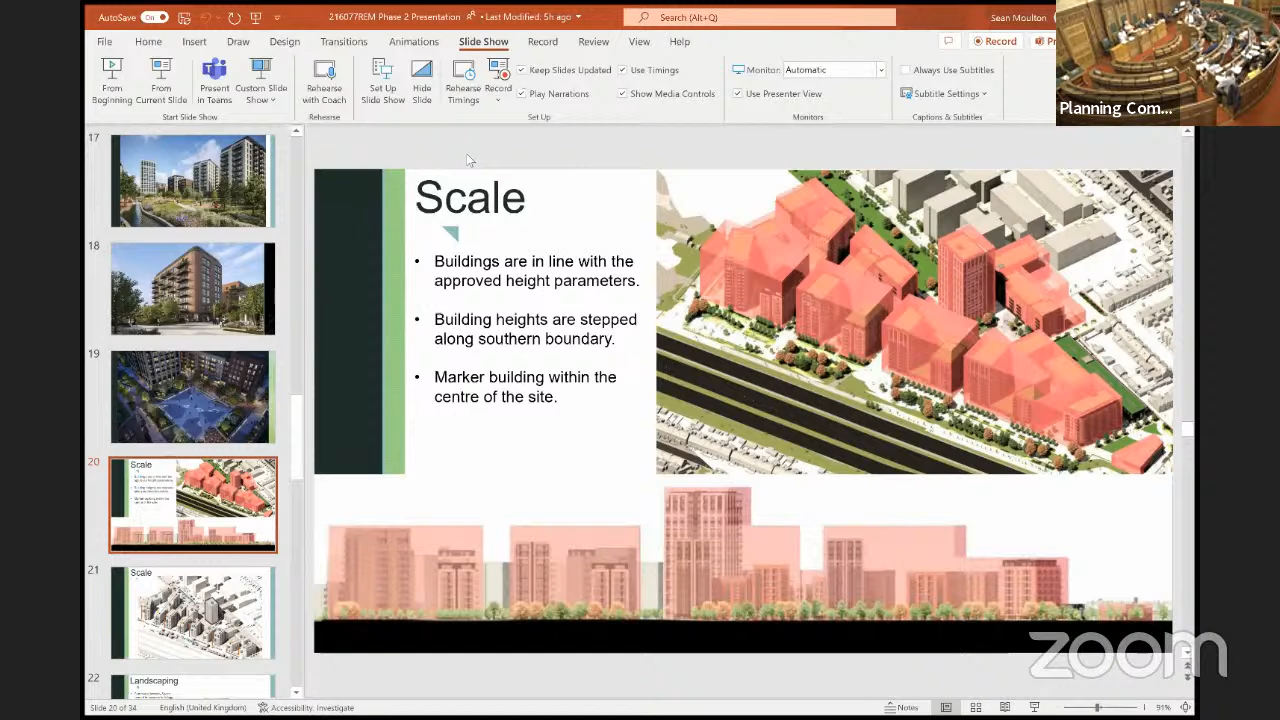 AutoSave On
216077REM Phase 2 Presentation
• Last Modified: 5h ago
Search (Alt+Q)
Sean Moulton
File Home Insert Draw Design Transitions Animations Slide Show Record Review View Help
Record
From Beginning
From Current Slide
Present in Teams
Custom Slide Show
Rehearse with Coach
Set Up Slide Show
Hide Slide
Rehearse Timings
Record
Keep Slides Updated
Use Timings
Play Narrations
Show Media Controls
Monitor: Automatic
Use Presenter View
Always Use Subtitles
Subtitle Settings
Start Slide Show
Rehearse
Set Up
Monitors
Captions & Subtitles
Planning Com...
17
18
19
20
Scale
21
Scale
22
Landscaping
Scale
• Buildings are in line with the
approved height parameters.
• Building heights are stepped
along southern boundary.
• Marker building within the
centre of the site.
zoom
Slide 20 of 34
English (United Kingdom)
Accessibility: Investigate
Notes
91%